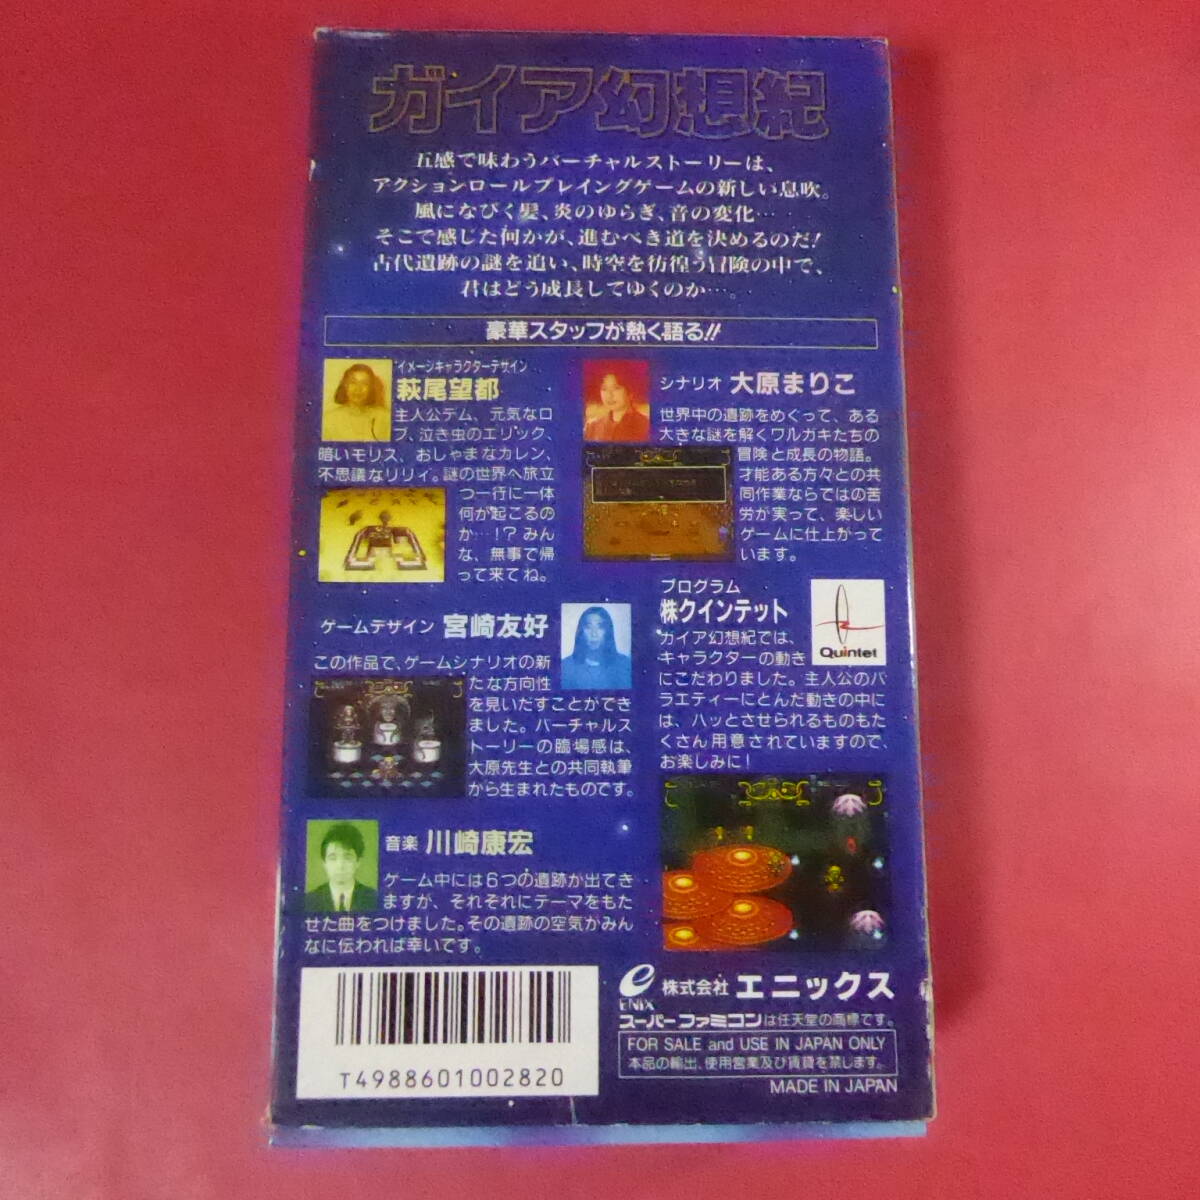 ガイア幻想紀
五感で味わうバーチャルストーリーは、
アクションロールプレイングゲームの新しい息吹。
風になびく髪、炎のゆらぎ、音の変化…
そこで感じた何かが、進むべき道を決めるのだ!
古代遺跡の謎を追い、時空を彷徨う冒険の中で、
君はどう成長してゆくのか…。
豪華スタッフが熱く語る!!
イメージキャラクターデザイン
萩尾望都
主人公テム、元気なロ
ブ、泣き虫のエリック、
暗いモリス、おしゃまなカレン、
不思議なリリィ。謎の世界へ旅立
つ一行に一体
何が起こるの
か…!?みん
な、無事で帰
って来てね。
シナリオ 大原まりこ
世界中の遺跡をめぐって、ある
大きな謎を解くワルガキたちの
冒険と成長の物語。
才能ある方々との共
同作業ならではの苦
労が実って、楽しい
ゲームに仕上がって
います。
ゲームデザイン 宮崎友好
この作品で、ゲームシナリオの新
たな方向性
を見いだすことができ
ました。バーチャルス
トーリーの臨場感は、
大原先生との共同執筆
から生まれたものです。
プログラム
株クインテット
Quintet
ガイア幻想紀では、
キャラクターの動き
にこだわりました。主人公のバ
ラエティーにとんだ動きの中に
は、ハッとさせられるものもた
くさん用意されていますので、
お楽しみに!
音楽 川崎康宏
ゲーム中には6つの遺跡が出てき
ますが、それぞれにテーマをもた
せた曲をつけました。その遺跡の空気がみん
なに伝われば幸いです。
T4988601002820
ENIX 株式会社 エニックス
スーパーファミコンは任天堂の商標です。
FOR SALE and USE IN JAPAN ONLY
本品の輸出、使用営業及び賃貸を禁します。
MADE IN JAPAN